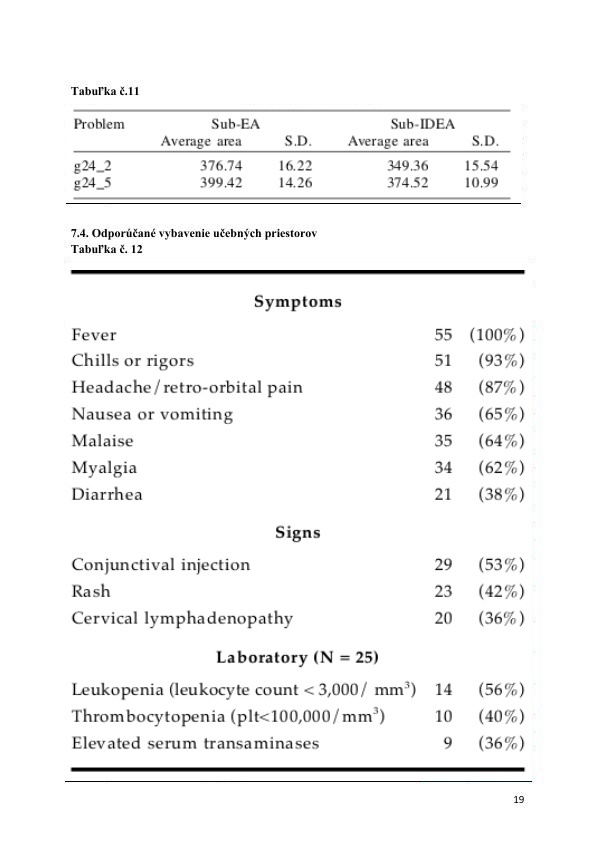 Tabuľka č.11
Problem Sub-EA Sub-IDEA
Average area S.D. Average area S.D.
g24_2 376.74 16.22 349.36 15.54
g24_5 399.42 14.26 374.52 10.99
7.4. Odporúčané vybavenie učebných priestorov
Tabuľka č. 12
Symptoms
Fever 55 (100%)
Chills or rigors 51 (93%)
Headache/retro-orbital pain 48 (87%)
Nausea or vomiting 36 (65%)
Malaise 35 (64%)
Myalgia 34 (62%)
Diarrhea 21 (38%)
Signs
Conjunctival injection 29 (53%)
Rash 23 (42%)
Cervical lymphadenopathy 20 (36%)
Laboratory (N = 25)
Leukopenia (leukocyte count < 3,000/ mm³) 14 (56%)
Thrombocytopenia (plt<100,000/mm³) 10 (40%)
Elevated serum transaminases 9 (36%)
19